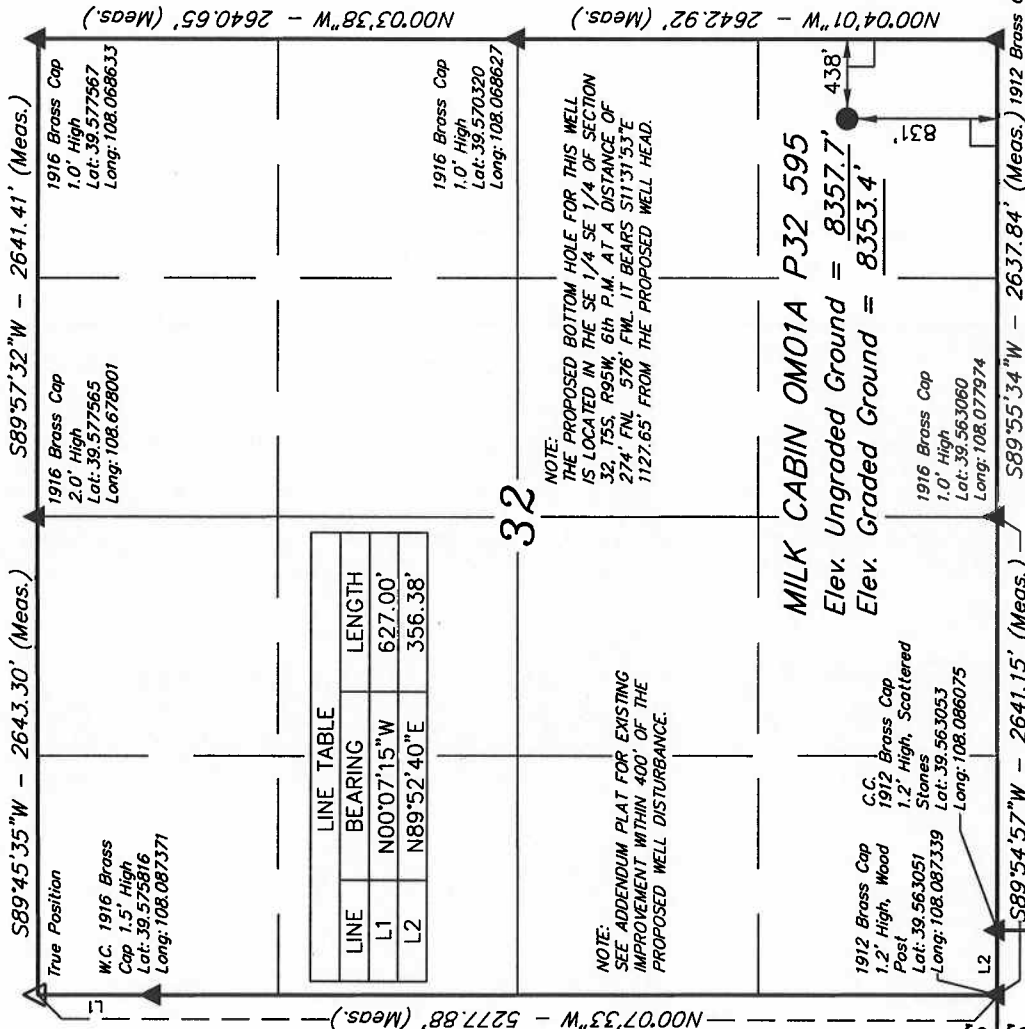 S89°45'35"W - 2643.30' (Meas.)
S89°57'32"W - 2641.41' (Meas.)
True Position
W.C. 1916 Brass
Cap 1.5' High
Lat: 39.575816
Long: 108.087371
L1
1916 Brass Cap
2.0' High
Lat: 39.577565
Long: 108.678001
1916 Brass Cap
1.0' High
Lat: 39.577567
Long: 108.068633
N00°03'38"W - 2640.65' (Meas.)
LINE TABLE
LINE BEARING LENGTH
L1 N00°07'15"W 627.00'
L2 N89°52'40"E 356.38'
32
1916 Brass Cap
1.0' High
Lat: 39.570320
Long: 108.068627
N00°07'33"W - 5277.88' (Meas.)
NOTE:
THE PROPOSED BOTTOM HOLE FOR THIS WELL
IS LOCATED IN THE SE 1/4 SE 1/4 OF SECTION
32, T5S, R95W, 6th P.M. AT A DISTANCE OF
274' FNL 576' FWL. IT BEARS S11°31'53"E
1127.65' FROM THE PROPOSED WELL HEAD.
NOTE:
SEE ADDENDUM PLAT FOR EXISTING
IMPROVEMENT WITHIN 400' OF THE
PROPOSED WELL DISTURBANCE.
MILK CABIN OM01A P32 595
Elev. Ungraded Ground = 8357.7'
Elev. Graded Ground = 8353.4'
438'
831'
N00°04'01"W - 2642.92' (Meas.)
1912 Brass Cap
1.2' High, Wood
Post
Lat: 39.563051
Long: 108.087339
L2
C.C.
1912 Brass Cap
1.2' High, Scattered
Stones
Lat: 39.563053
Long: 108.086075
1916 Brass Cap
1.0' High
Lat: 39.563060
Long: 108.077974
S89°54'57"W - 2641.15' (Meas.)
S89°55'34"W - 2637.84' (Meas.)
1912 Brass